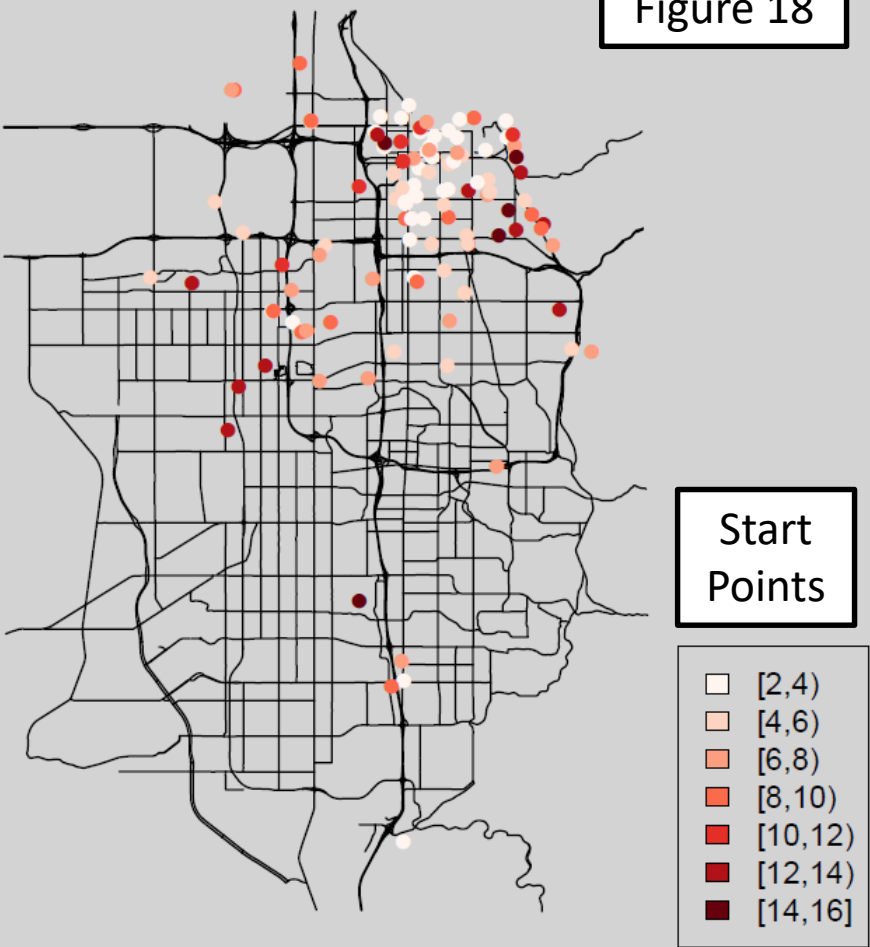 Figure 18
Start
Points
[2,4)
[4,6)
[6,8)
[8,10)
[10,12)
[12,14)
[14,16]